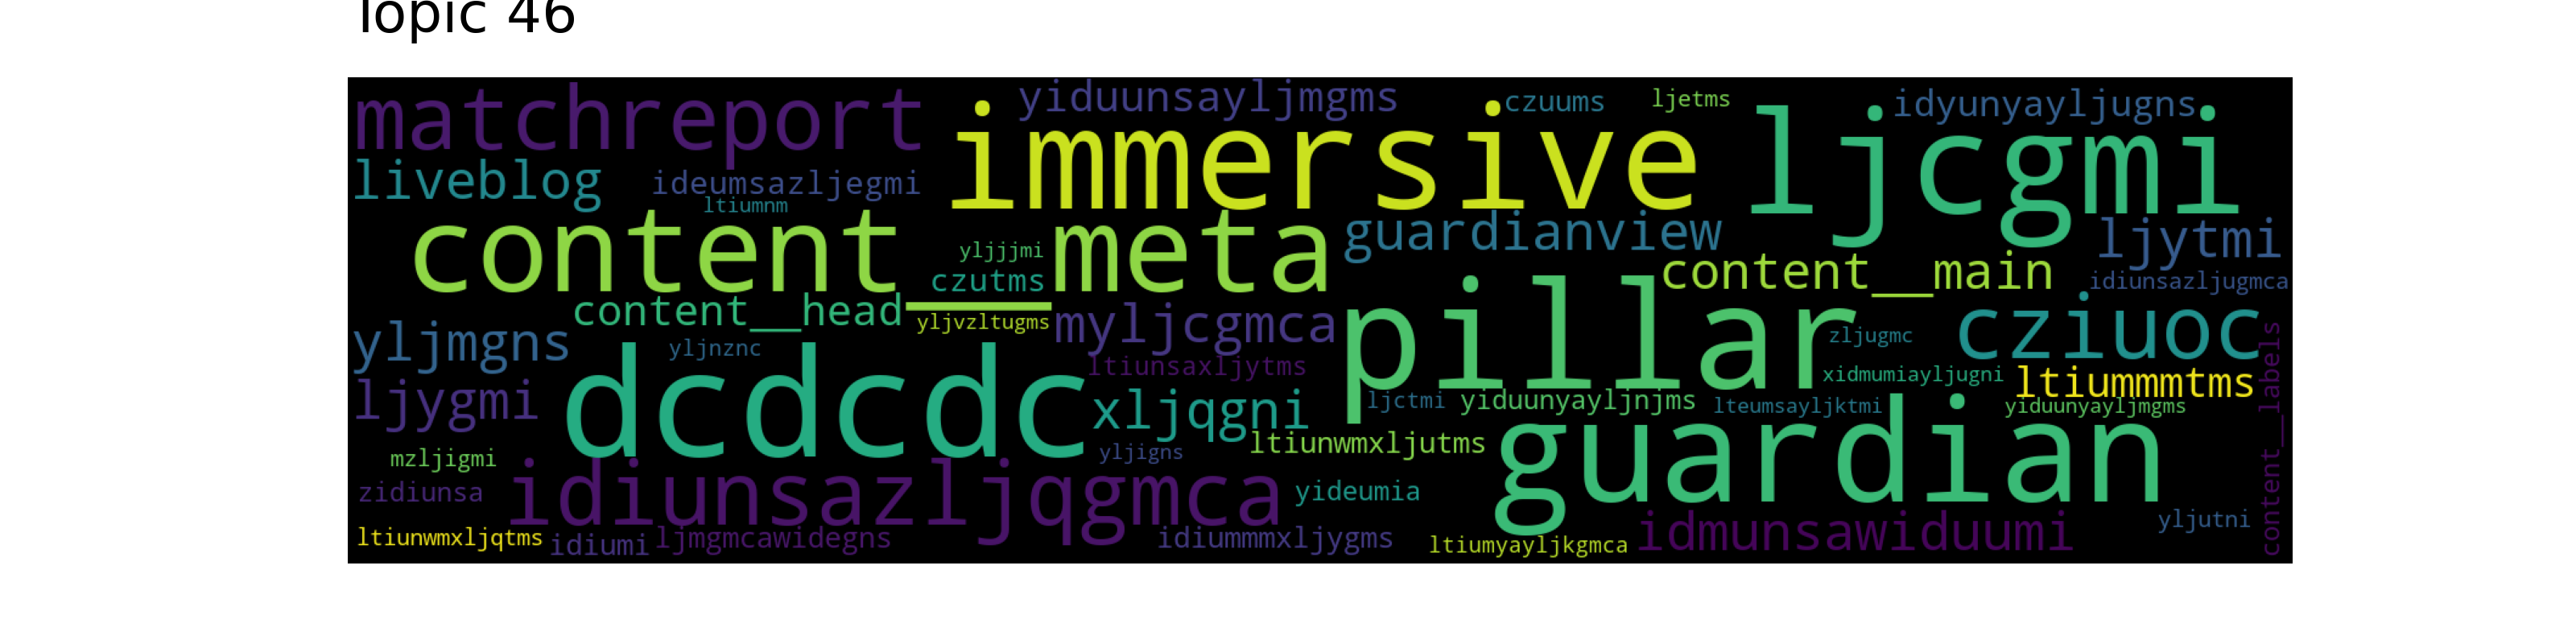 Topic 46
matchreport yiduunsayljmgms czuums ljetms idyunyayljugns
immersive ljcgmi
liveblog ideumsazljegmi
ltiumnm
content__meta guardianview ljytmi
yljjjmi
czutms content__main idiunsazljugmca
content__head yljvzltugms myljcgmca pillar cziuoc
yljmgns yljnznc zljugmc
ltiunsaxljytms xidmumiayljugni ltiummmtms content__labels
ljygmi dcdcdc xljqgni ljctmi yiduunyayljnjms lteumsayljktmi yiduunyayljmgms
mzljigmi yljigns ltiunwmxljutms guardian
zidiunsa idiunsazljqgmca yideumia
ltiunwmxljqtms idiumi ljmgmcawidegns idiummmxljygms ltiumyayljkgmca idmunsawiduumi yljutni